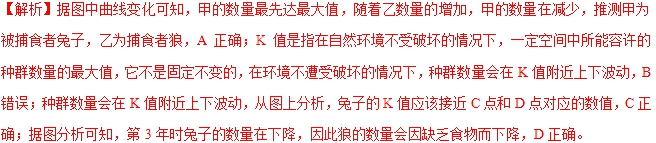 【解析】据图中曲线变化可知，甲的数量最先达最大值，随着乙数量的增加，甲的数量在减少，推测甲为
被捕食者兔子，乙为捕食者狼，A 正确；K 值是指在自然环境不受破坏的情况下，一定空间中所能容许的
种群数量的最大值，它不是固定不变的，在环境不遭受破坏的情况下，种群数量会在 K 值附近上下波动，B
错误；种群数量会在 K 值附近上下波动，从图上分析，兔子的 K 值应该接近 C 点和 D 点对应的数值，C 正
确；据图分析可知，第 3 年时兔子的数量在下降，因此狼的数量会因缺乏食物而下降，D 正确。